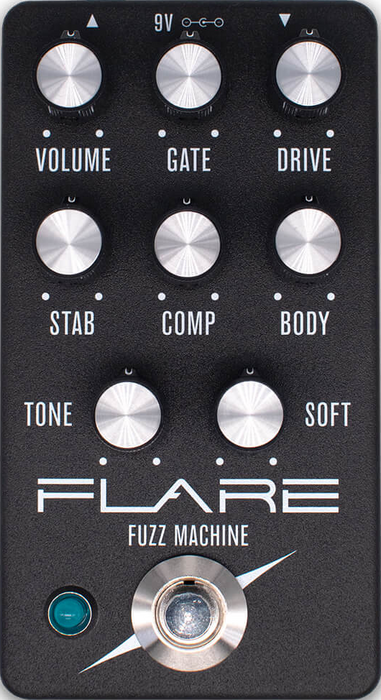 9V
VOLUME GATE DRIVE
STAB COMP BODY
TONE SOFT
FLARE
FUZZ MACHINE